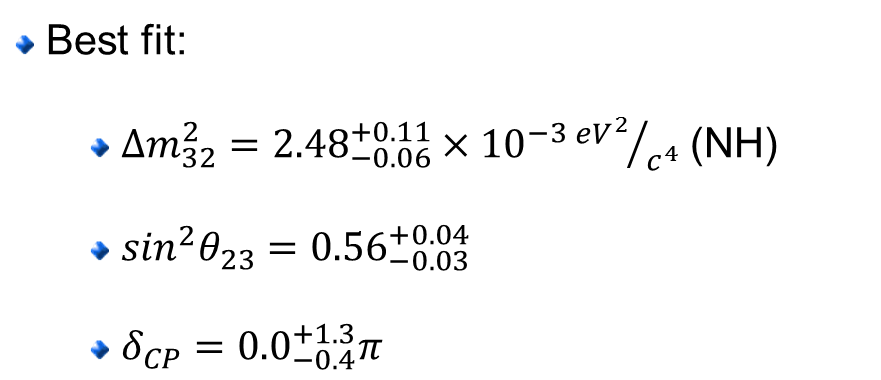 Best fit:
Δm²₃₂ = 2.48⁺⁰·¹¹₋₀.₀₆ × 10⁻³ eV²/c⁴ (NH)
sin²θ₂₃ = 0.56⁺⁰·⁰⁴₋₀.₀₃
δ_CP = 0.0⁺¹·³₋₀.₄π